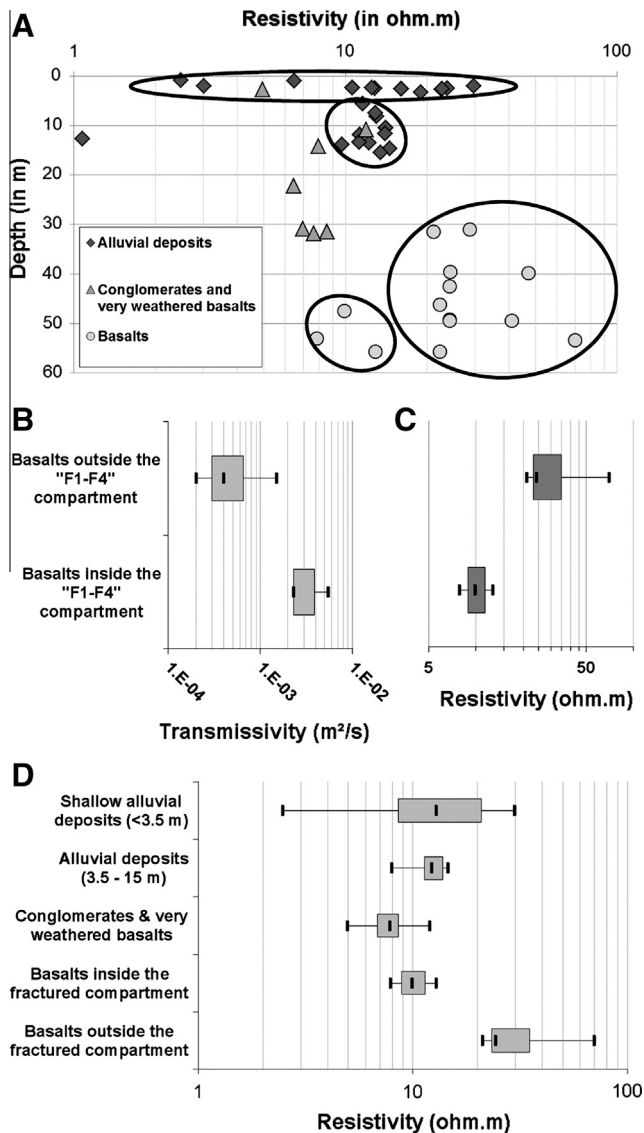 A
Resistivity (in ohm.m)
1
10
100
0
10
20
30
40
50
60
Depth (in m)
Alluvial deposits
Conglomerates and
very weathered basalts
Basalts
B
Basalts outside the
"F1-F4"
compartment
Basalts inside the
"F1-F4"
compartment
1.E-04
1.E-03
1.E-02
Transmissivity (m²/s)
C
5
50
Resistivity (ohm.m)
D
Shallow alluvial
deposits (<3.5 m)
Alluvial deposits
(3.5 - 15 m)
Conglomerates & very
weathered basalts
Basalts inside the
fractured compartment
Basalts outside the
fractured compartment
1
10
100
Resistivity (ohm.m)